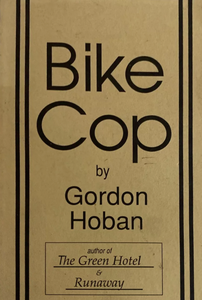 Bike
Cop
by
Gordon
Hoban
author of
The Green Hotel
&
Runaway